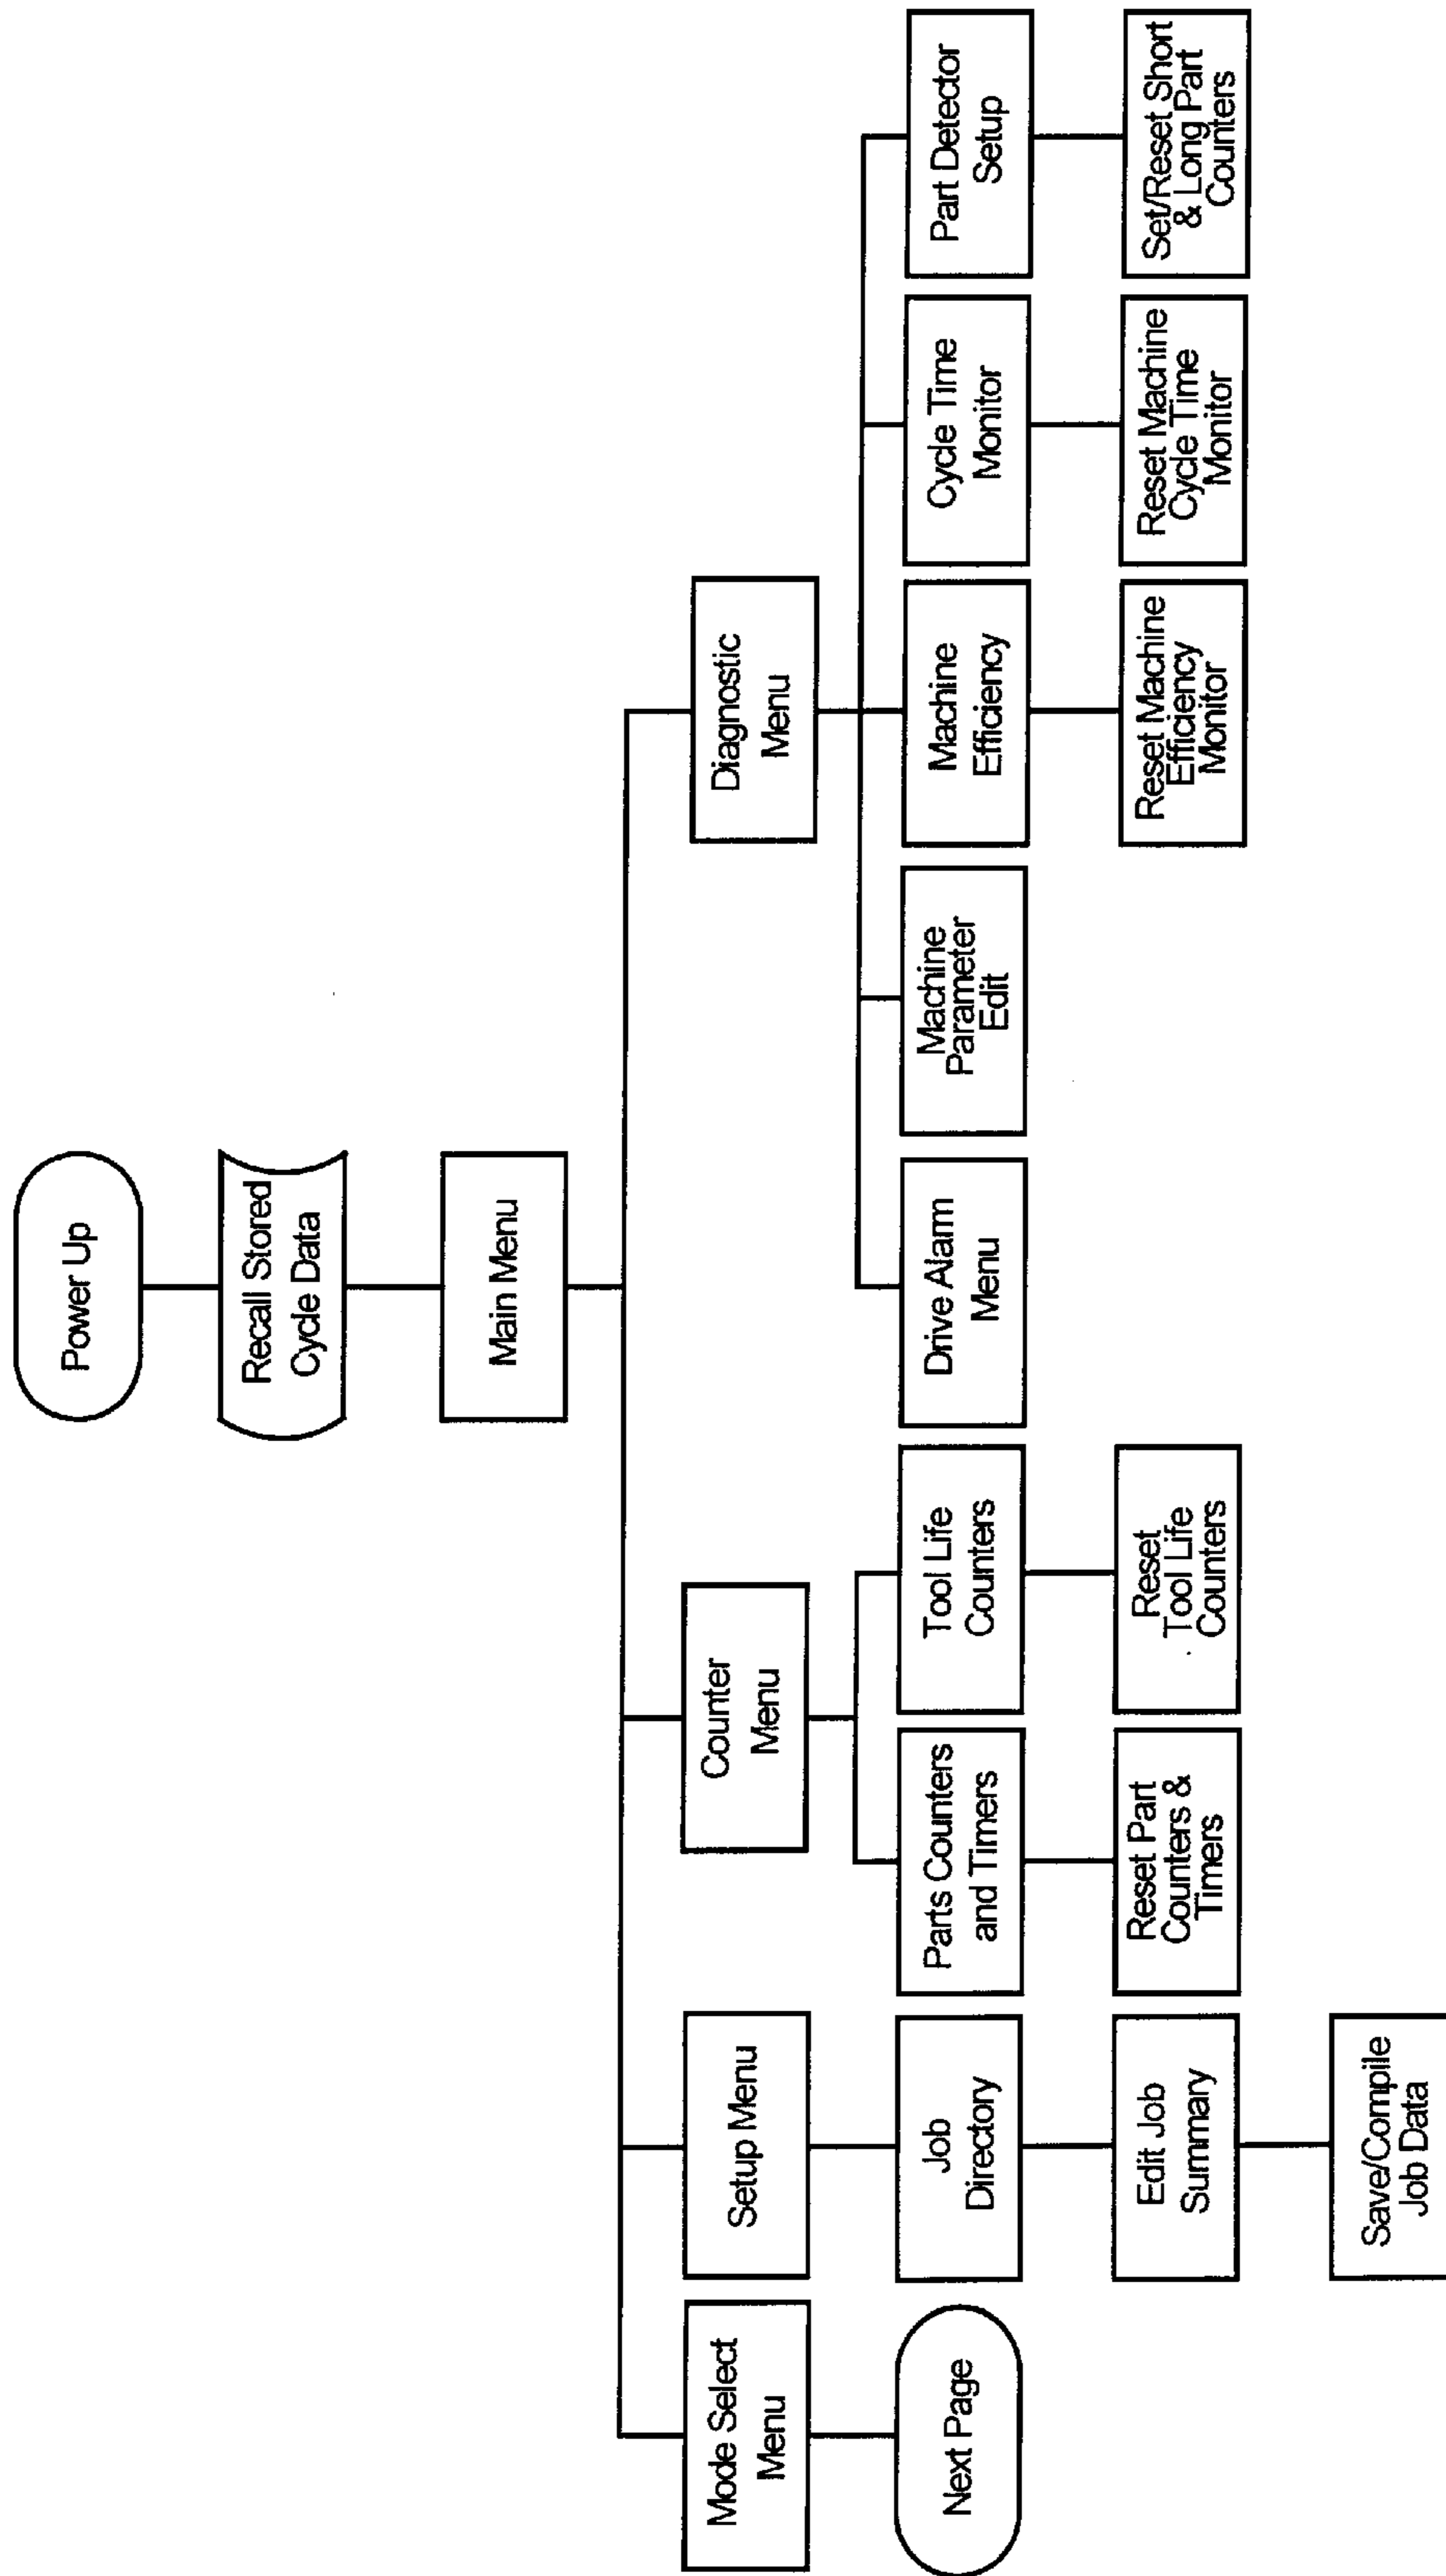 Power Up
Recall Stored
Cycle Data
Main Menu
Mode Select
Menu
Setup Menu
Counter
Menu
Diagnostic
Menu
Next Page
Job
Directory
Parts Counters
and Timers
Tool Life
Counters
Drive Alarm
Menu
Machine
Parameter
Edit
Machine
Efficiency
Cycle Time
Monitor
Part Detector
Setup
Edit Job
Summary
Reset Part
Counters &
Timers
Reset
Tool Life
Counters
Reset Machine
Efficiency
Monitor
Reset Machine
Cycle Time
Monitor
Set/Reset Short
& Long Part
Counters
Save/Compile
Job Data